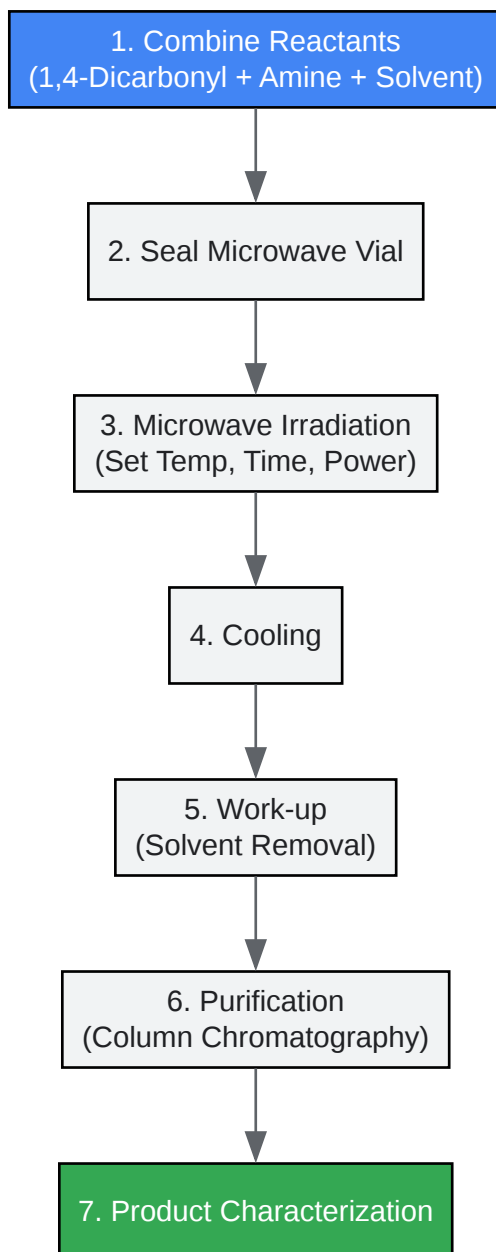 1. Combine Reactants
(1,4-Dicarbonyl + Amine + Solvent)
2. Seal Microwave Vial
3. Microwave Irradiation
(Set Temp, Time, Power)
4. Cooling
5. Work-up
(Solvent Removal)
6. Purification
(Column Chromatography)
7. Product Characterization